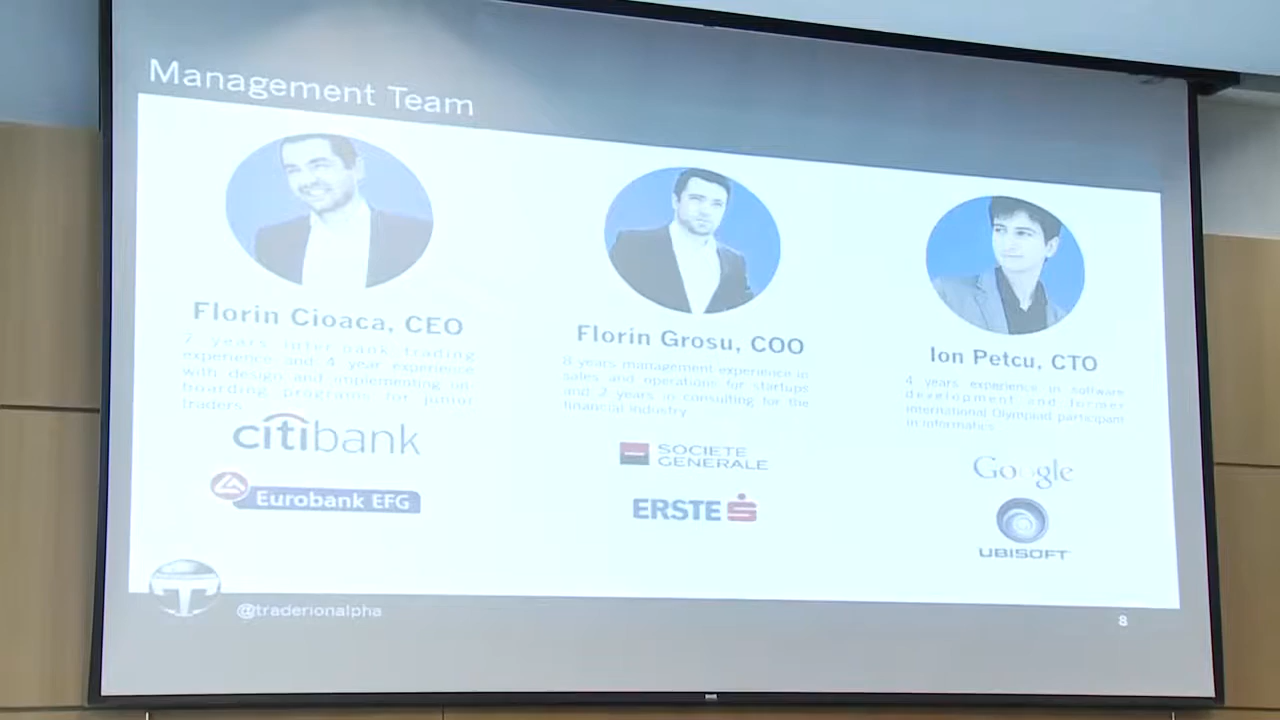 Management Team
Florin Cioaca, CEO
7 years inter-bank trading
experience and 4 year experience
with design and implementing on-
boarding programs for junior
traders
citibank
Eurobank EFG
Florin Grosu, COO
8 years management experience in
sales and operations for startups
and 2 years in consulting for the
financial industry
SOCIETE
GENERALE
ERSTE
Ion Petcu, CTO
4 years experience in software
development and former
International Olympiad participant
in informatics
Google
UBISOFT
@traderionalpha
8